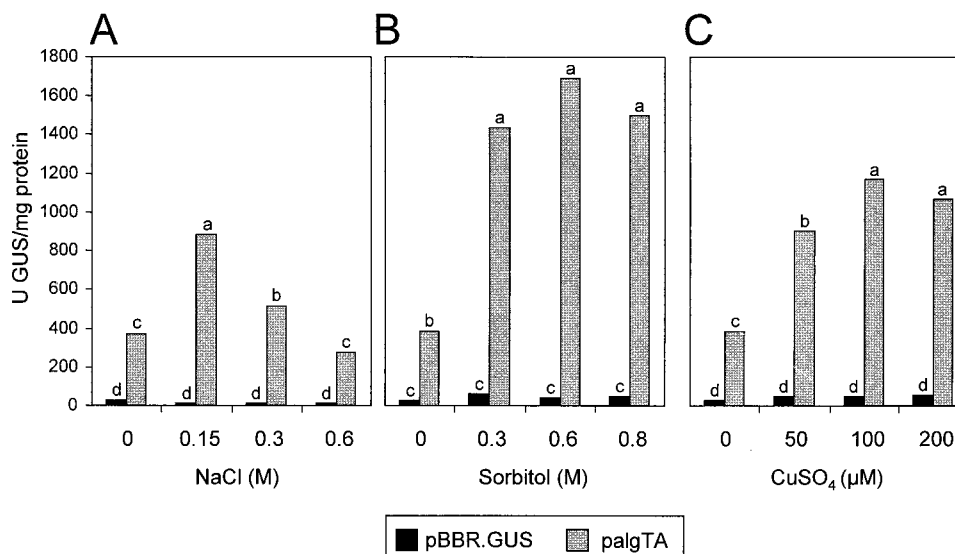 A B C
U GUS/mg protein
1800
1600
1400
1200
1000
800
600
400
200
0
d c d a d b d c
0 0.15 0.3 0.6
NaCl (M)
c b c a c a c a
0 0.3 0.6 0.8
Sorbitol (M)
d c d b d a d a
0 50 100 200
CuSO4 (µM)
pBBR.GUS palgTA